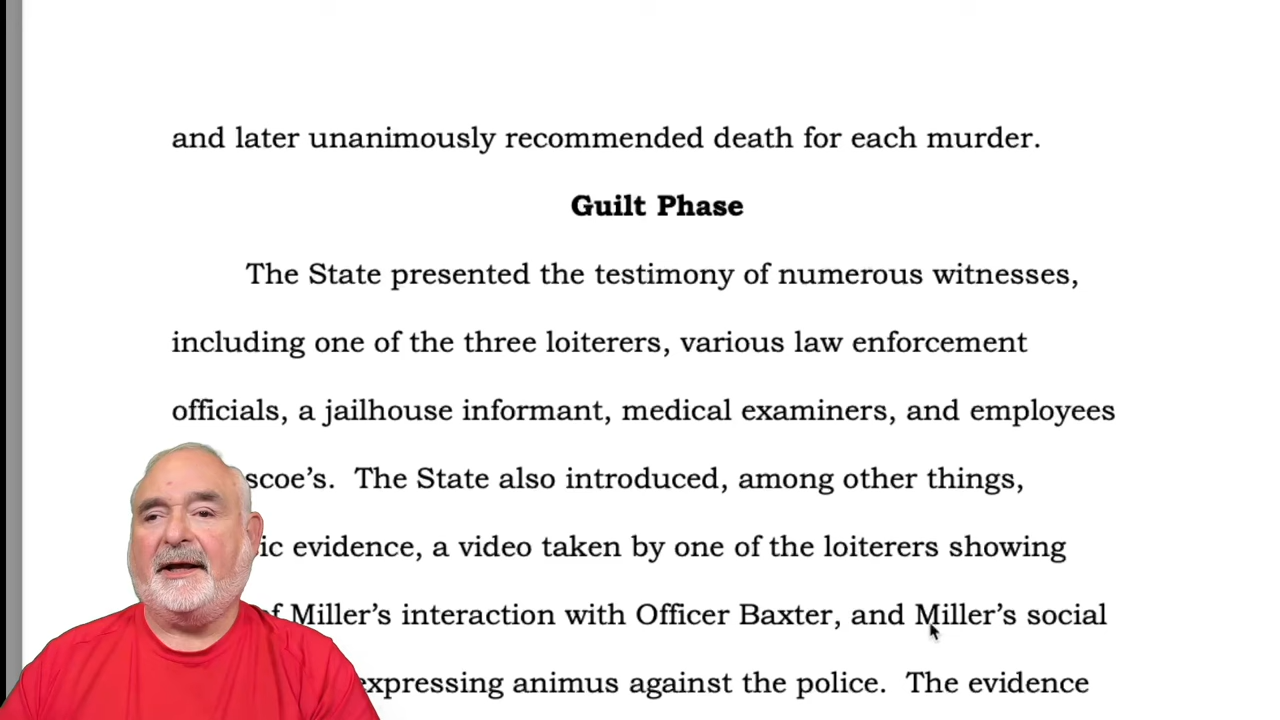 and later unanimously recommended death for each murder.
Guilt Phase
The State presented the testimony of numerous witnesses,
including one of the three loiterers, various law enforcement
officials, a jailhouse informant, medical examiners, and employees
scoe’s. The State also introduced, among other things,
ic evidence, a video taken by one of the loiterers showing
of Miller’s interaction with Officer Baxter, and Miller’s social
expressing animus against the police. The evidence